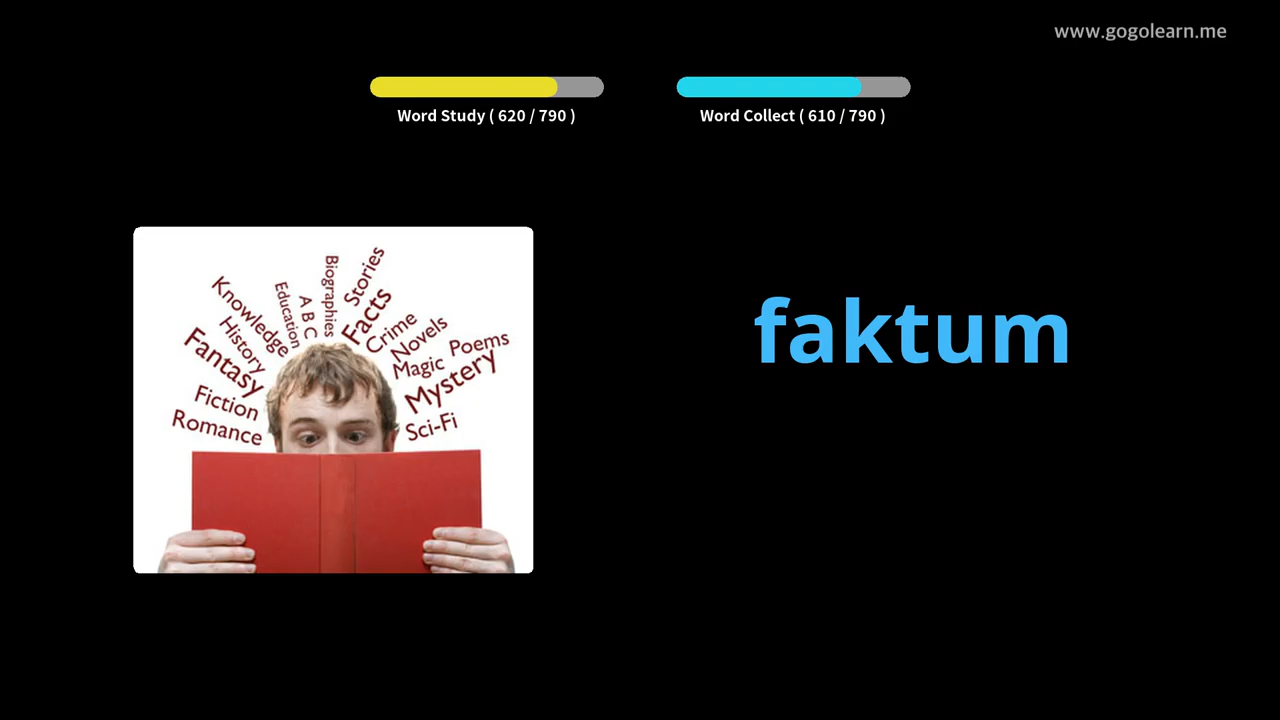 www.gogolearn.me
Word Study ( 620 / 790 )
Word Collect ( 610 / 790 )
faktum
Biographies
Stories
Education
A B C
Facts
Knowledge
Crime
History
Novels
Fantasy
Magic
Poems
Mystery
Fiction
Romance
Sci-Fi